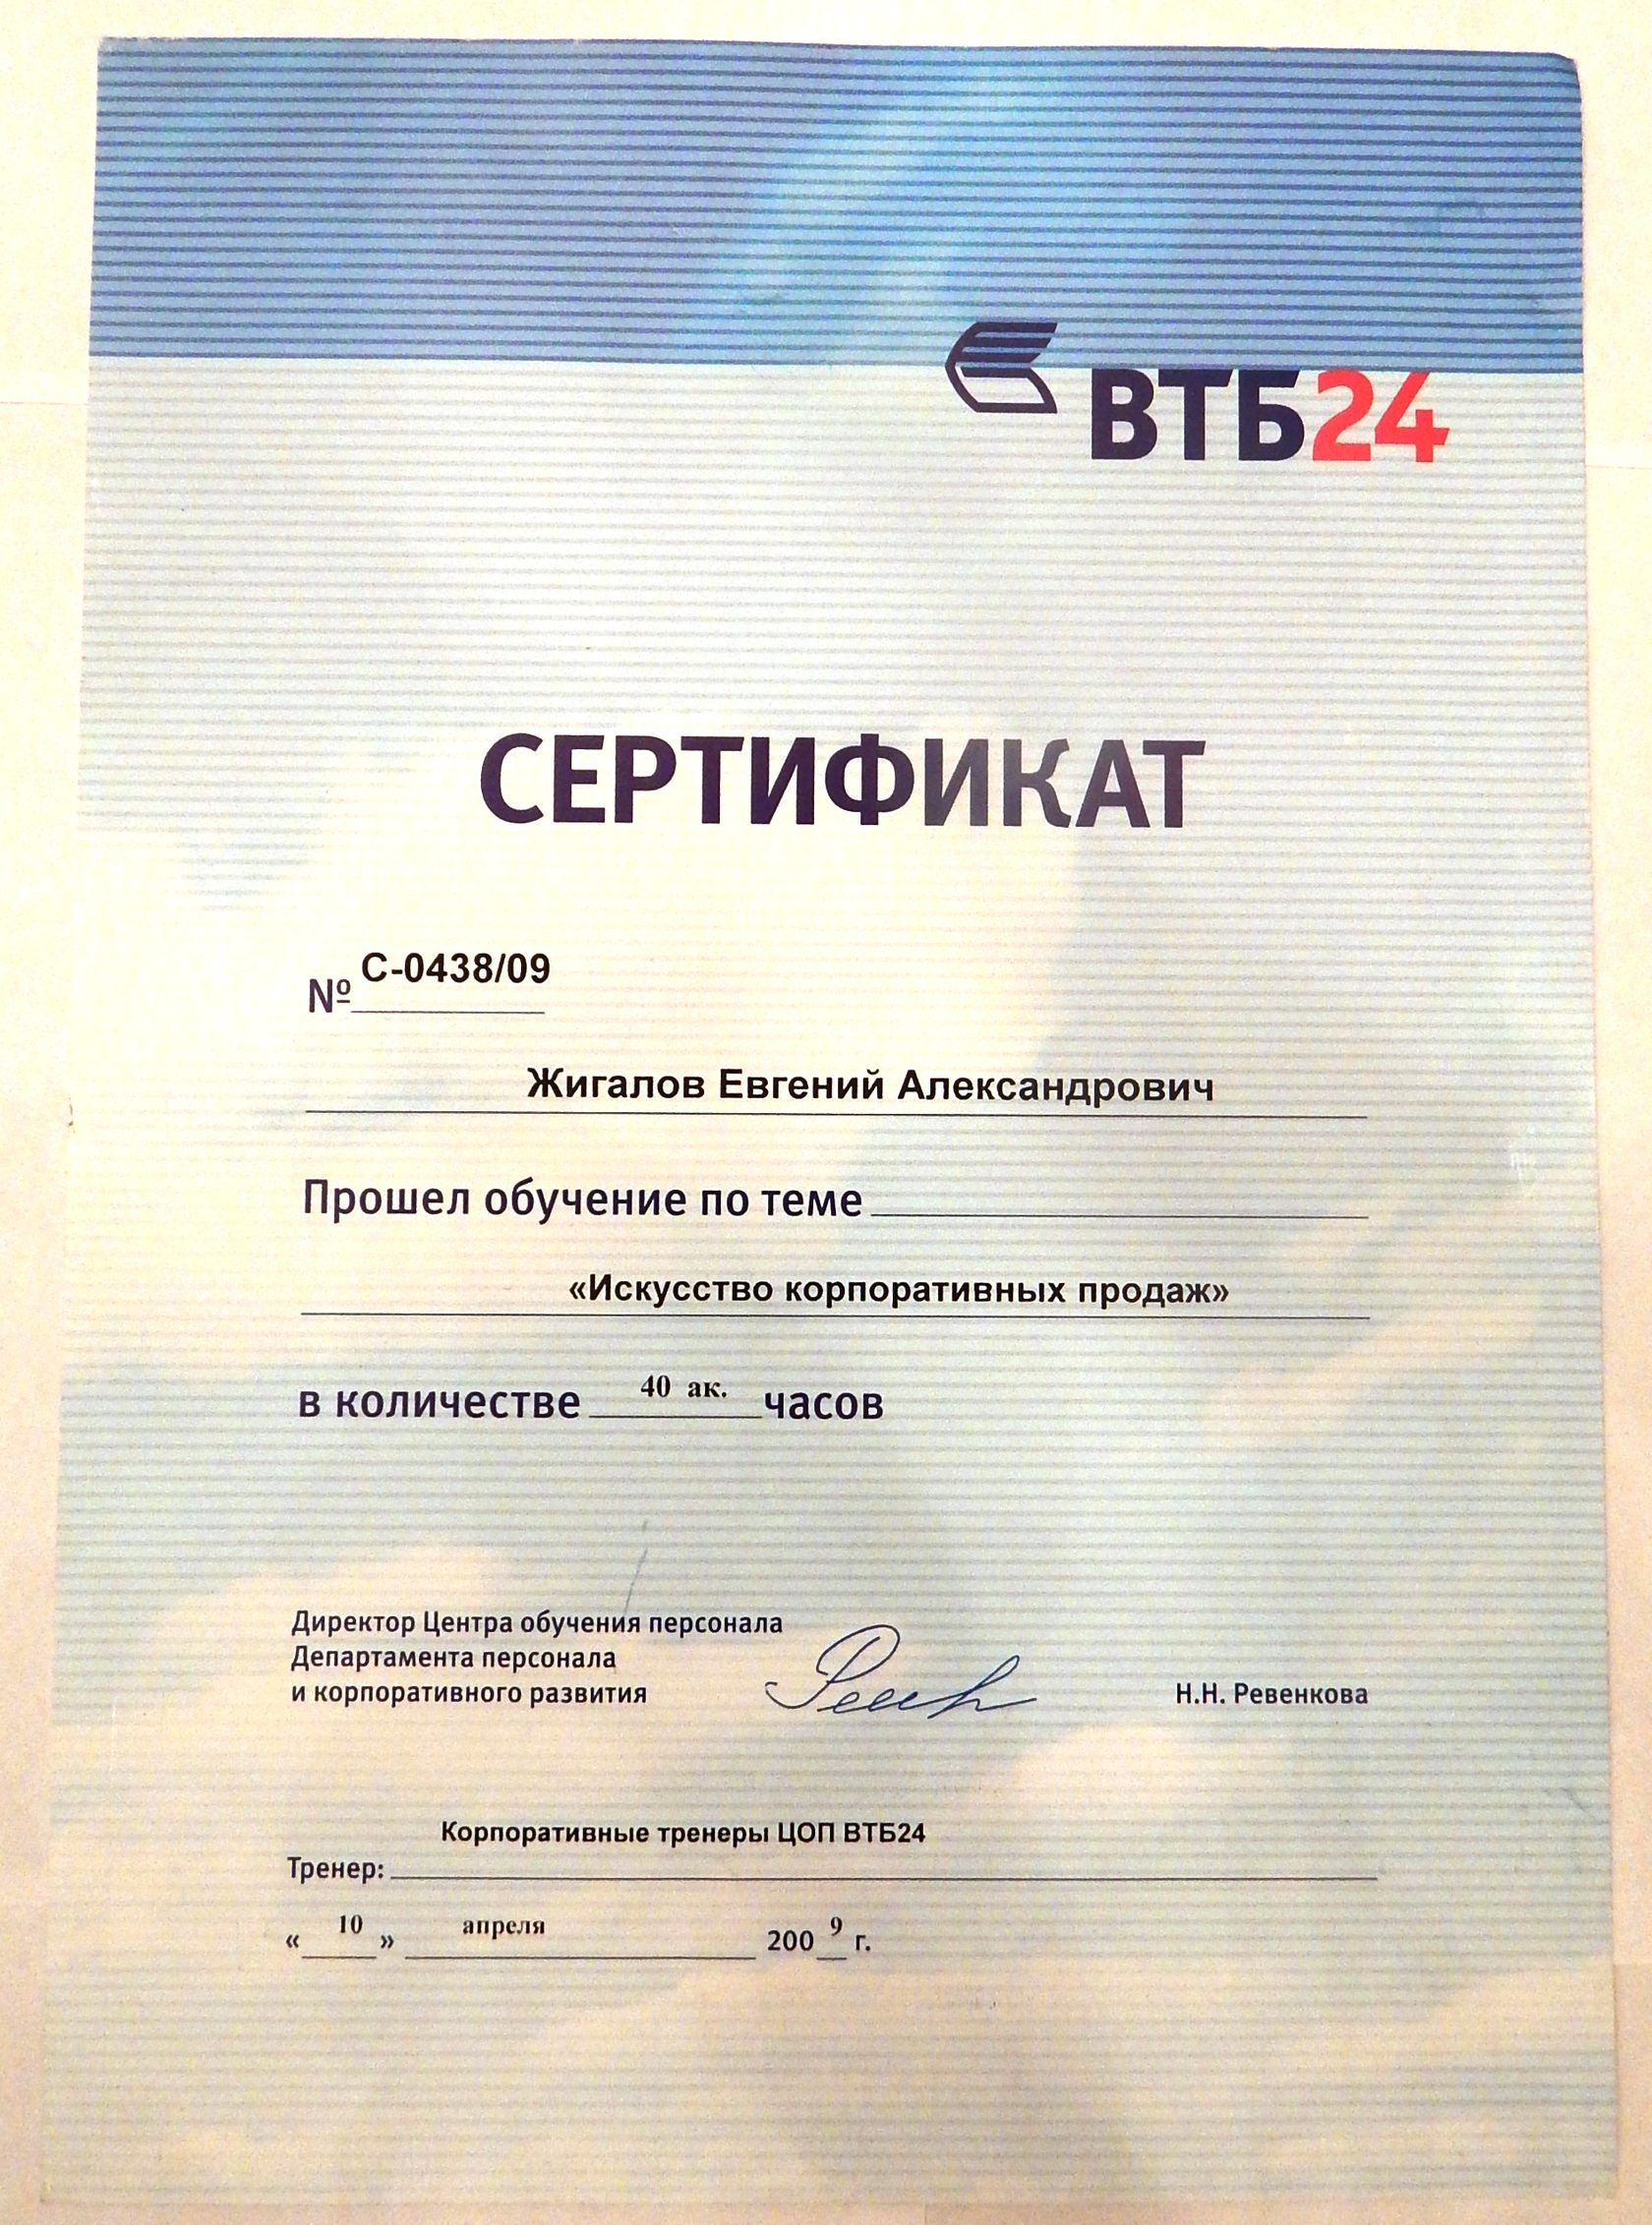 ВТБ24
СЕРТИФИКАТ
№ С-0438/09
Жигалов Евгений Александрович
Прошел обучение по теме
«Искусство корпоративных продаж»
в количестве 40 ак. часов
Директор Центра обучения персонала
Департамента персонала
и корпоративного развития Н.Н. Ревенкова
Корпоративные тренеры ЦОП ВТБ24
Тренер:
« 10 » апреля 200 9 г.